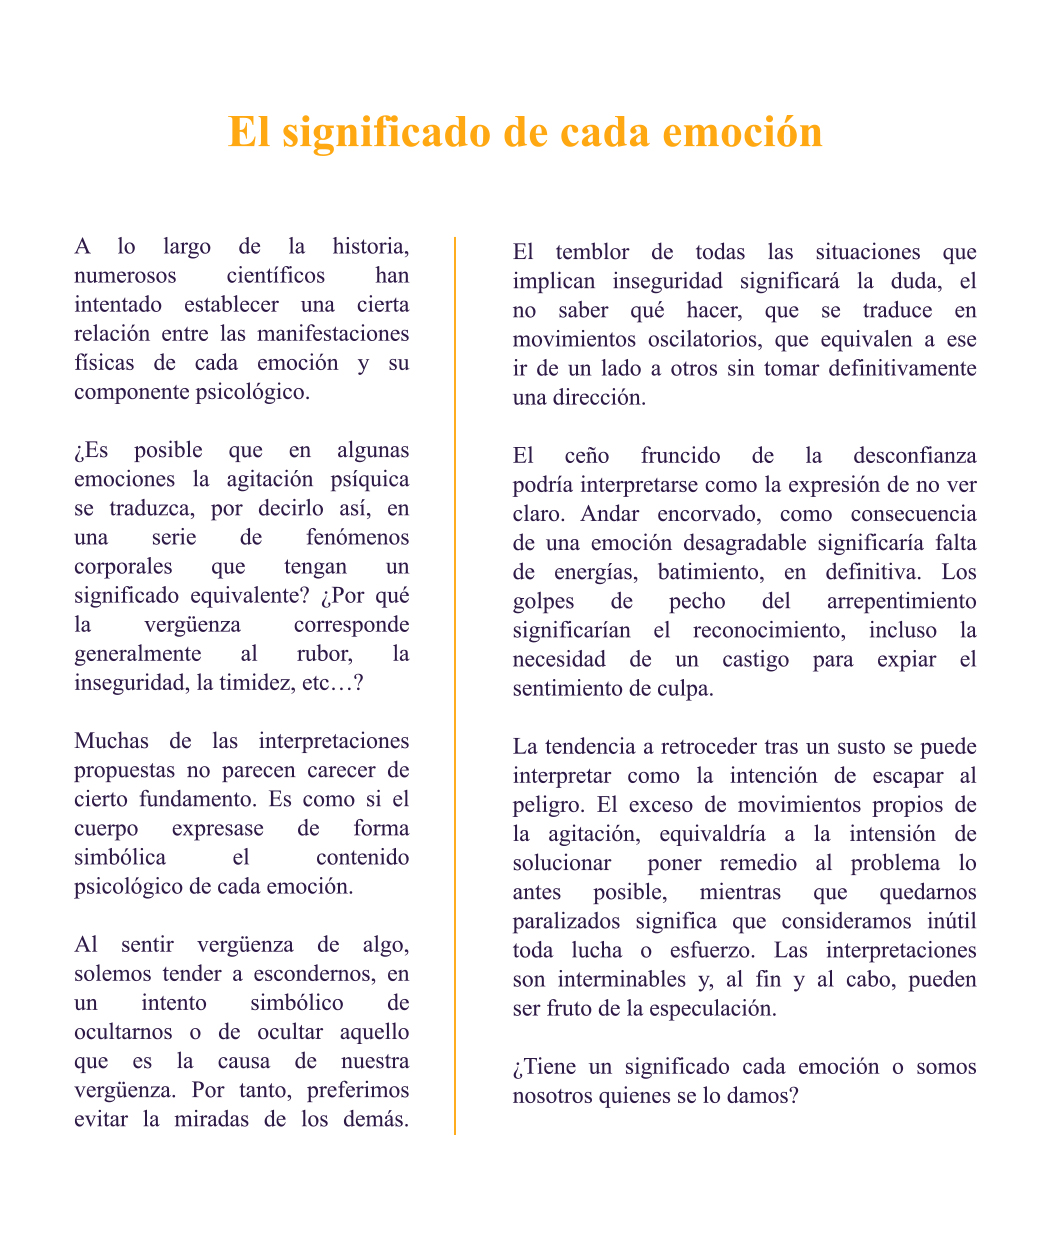 El significado de cada emoción
A lo largo de la historia,
numerosos científicos han
intentado establecer una cierta
relación entre las manifestaciones
físicas de cada emoción y su
componente psicológico.
¿Es posible que en algunas
emociones la agitación psíquica
se traduzca, por decirlo así, en
una serie de fenómenos
corporales que tengan un
significado equivalente? ¿Por qué
la vergüenza corresponde
generalmente al rubor, la
inseguridad, la timidez, etc…?
Muchas de las interpretaciones
propuestas no parecen carecer de
cierto fundamento. Es como si el
cuerpo expresase de forma
simbólica el contenido
psicológico de cada emoción.
Al sentir vergüenza de algo,
solemos tender a escondernos, en
un intento simbólico de
ocultarnos o de ocultar aquello
que es la causa de nuestra
vergüenza. Por tanto, preferimos
evitar la miradas de los demás.
El temblor de todas las situaciones que
implican inseguridad significará la duda, el
no saber qué hacer, que se traduce en
movimientos oscilatorios, que equivalen a ese
ir de un lado a otros sin tomar definitivamente
una dirección.
El ceño fruncido de la desconfianza
podría interpretarse como la expresión de no ver
claro. Andar encorvado, como consecuencia
de una emoción desagradable significaría falta
de energías, batimiento, en definitiva. Los
golpes de pecho del arrepentimiento
significarían el reconocimiento, incluso la
necesidad de un castigo para expiar el
sentimiento de culpa.
La tendencia a retroceder tras un susto se puede
interpretar como la intención de escapar al
peligro. El exceso de movimientos propios de
la agitación, equivaldría a la intensión de
solucionar poner remedio al problema lo
antes posible, mientras que quedarnos
paralizados significa que consideramos inútil
toda lucha o esfuerzo. Las interpretaciones
son interminables y, al fin y al cabo, pueden
ser fruto de la especulación.
¿Tiene un significado cada emoción o somos
nosotros quienes se lo damos?